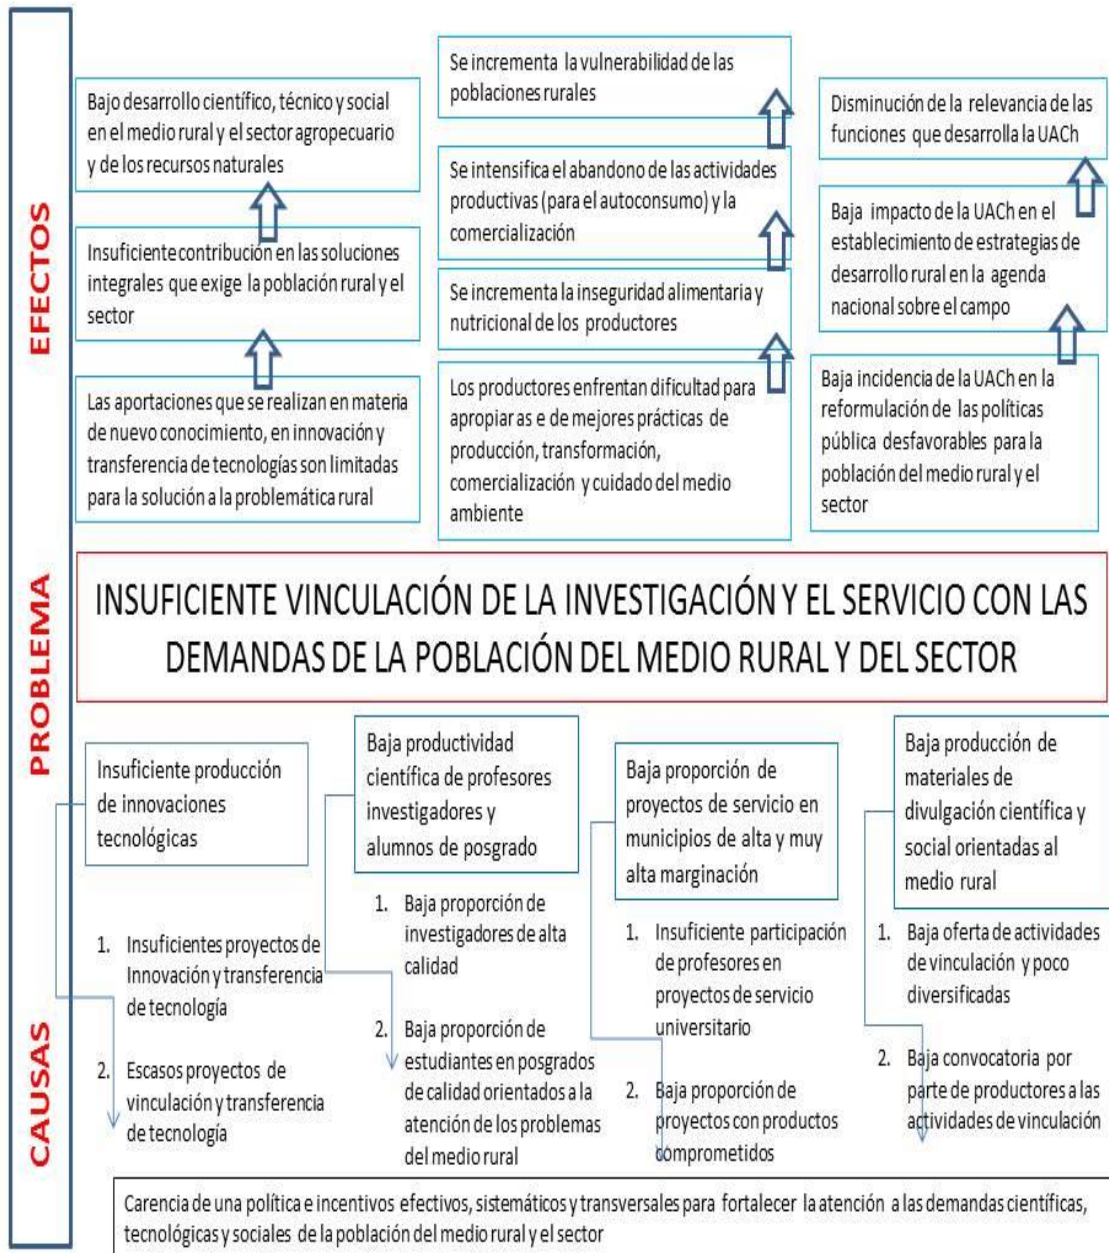 EFECTOS
Bajo desarrollo científico, técnico y social
en el medio rural y el sector agropecuario
y de los recursos naturales
Insuficiente contribución en las soluciones
integrales que exige la población rural y el
sector
Las aportaciones que se realizan en materia
de nuevo conocimiento, en innovación y
transferencia de tecnologías son limitadas
para la solución a la problemática rural
Se incrementa la vulnerabilidad de las
poblaciones rurales
Se intensifica el abandono de las actividades
productivas (para el autoconsumo) y la
comercialización
Se incrementa la inseguridad alimentaria y
nutricional de los productores
Los productores enfrentan dificultad para
apropiar as e de mejores prácticas de
producción, transformación,
comercialización y cuidado del medio
ambiente
Disminución de la relevancia de las
funciones que desarrolla la UACh
Baja impacto de la UACh en el
establecimiento de estrategias de
desarrollo rural en la agenda
nacional sobre el campo
Baja incidencia de la UACh en la
reformulación de las políticas
pública desfavorables para la
población del medio rural y el
sector
PROBLEMA
INSUFICIENTE VINCULACIÓN DE LA INVESTIGACIÓN Y EL SERVICIO CON LAS
DEMANDAS DE LA POBLACIÓN DEL MEDIO RURAL Y DEL SECTOR
CAUSAS
Insuficiente producción
de innovaciones
tecnológicas
1. Insuficientes proyectos de
Innovación y transferencia
de tecnología
2. Escasos proyectos de
vinculación y transferencia
de tecnología
Baja productividad
científica de profesores
investigadores y
alumnos de posgrado
1. Baja proporción de
investigadores de alta
calidad
2. Baja proporción de
estudiantes en posgrados
de calidad orientados a la
atención de los problemas
del medio rural
Baja proporción de
proyectos de servicio en
municipios de alta y muy
alta marginación
1. Insuficiente participación
de profesores en
proyectos de servicio
universitario
2. Baja proporción de
proyectos con productos
comprometidos
Baja producción de
materiales de
divulgación científica y
social orientadas al
medio rural
1. Baja oferta de actividades
de vinculación y poco
diversificadas
2. Baja convocatoria por
parte de productores a las
actividades de vinculación
Carencia de una política e incentivos efectivos, sistemáticos y transversales para fortalecer la atención a las demandas científicas,
tecnológicas y sociales de la población del medio rural y el sector